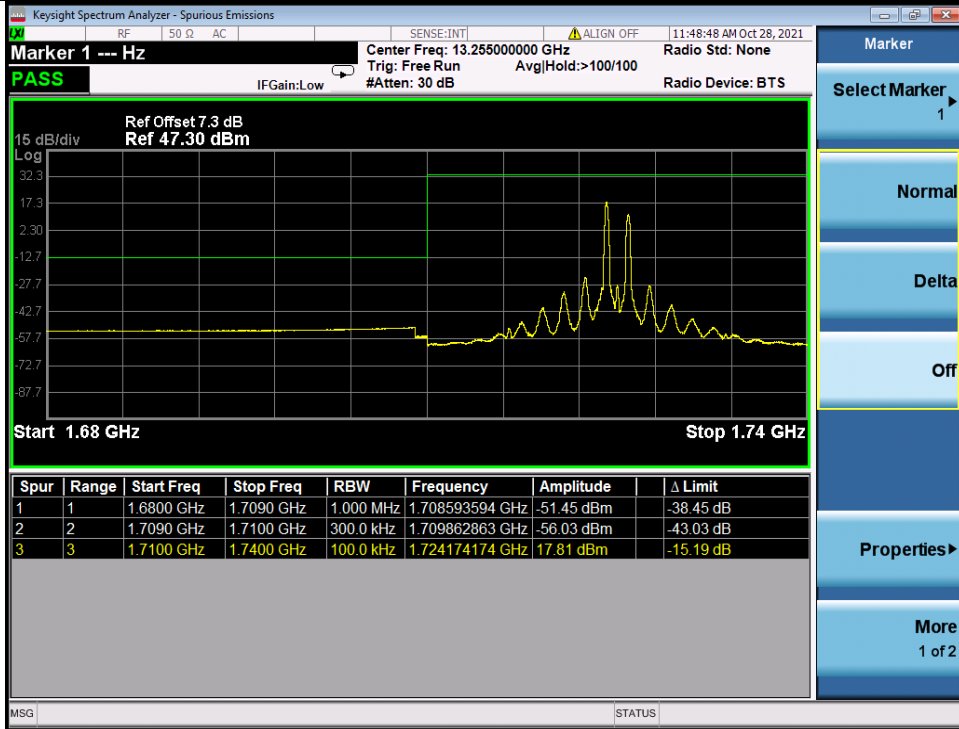 Keysight Spectrum Analyzer - Spurious Emissions
LXI RF 50 Ω AC SENSE:INT ALIGN OFF 11:48:48 AM Oct 28, 2021
Marker 1 --- Hz
PASS
IFGain:Low
Center Freq: 13.255000000 GHz
Trig: Free Run Avg|Hold:>100/100
#Atten: 30 dB
Radio Std: None
Radio Device: BTS
Ref Offset 7.3 dB
15 dB/div Ref 47.30 dBm
Log
32.3
17.3
2.30
-12.7
-27.7
-42.7
-57.7
-72.7
-87.7
Start 1.68 GHz Stop 1.74 GHz
Spur Range Start Freq Stop Freq RBW Frequency Amplitude Δ Limit
1 1 1.6800 GHz 1.7090 GHz 1.000 MHz 1.708593594 GHz -51.45 dBm -38.45 dB
2 2 1.7090 GHz 1.7100 GHz 300.0 kHz 1.709862863 GHz -56.03 dBm -43.03 dB
3 3 1.7100 GHz 1.7400 GHz 100.0 kHz 1.724174174 GHz 17.81 dBm -15.19 dB
MSG STATUS
Marker
Select Marker
1
Normal
Delta
Off
Properties
More
1 of 2